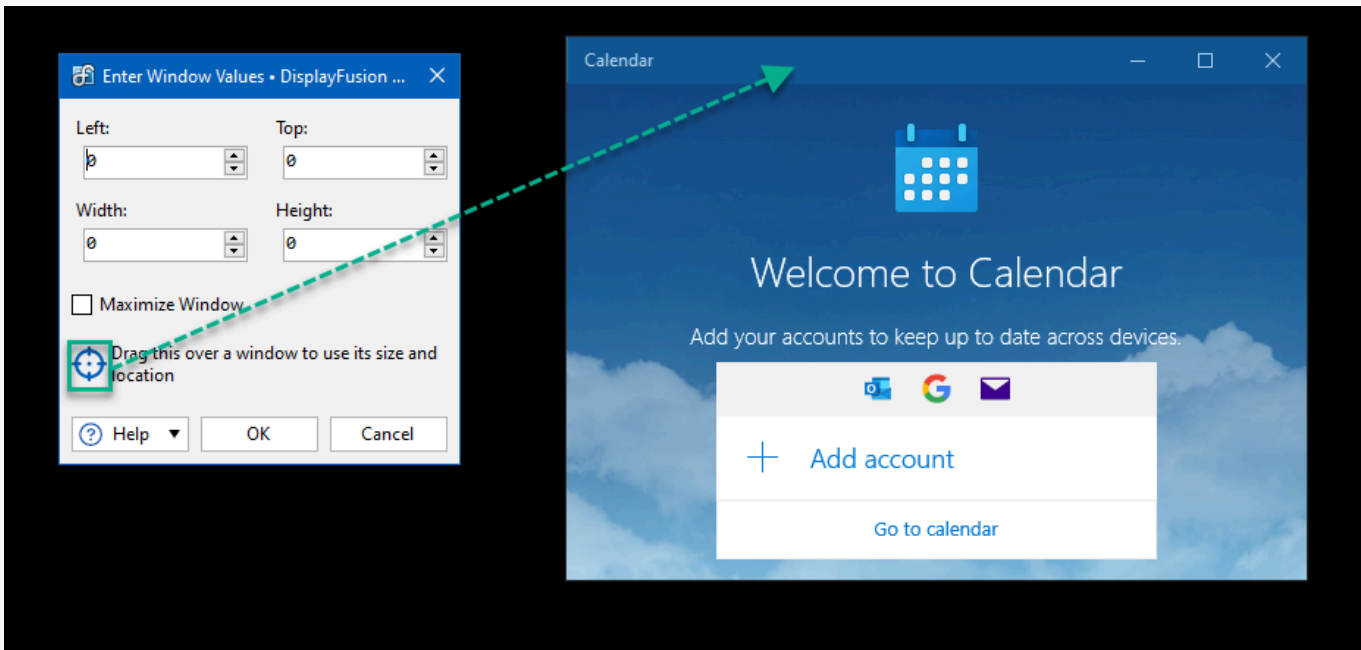 Enter Window Values • DisplayFusion ...
Left:
Top:
0
0
Width:
Height:
0
0
Maximize Window
Drag this over a window to use its size and
location
Help
OK
Cancel
Calendar
Welcome to Calendar
Add your accounts to keep up to date across devices.
Add account
Go to calendar